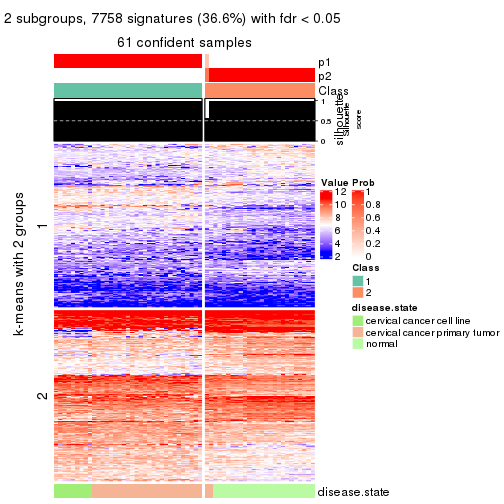 2 subgroups, 7758 signatures (36.6%) with fdr < 0.05
61 confident samples
p1
p2
Class
1
0.5
0
silhouette
Silhouette
score
k-means with 2 groups
1
2
Value
12
10
8
6
4
2
Prob
1
0.8
0.6
0.4
0.2
0
Class
1
2
disease.state
cervical cancer cell line
cervical cancer primary tumor
normal
disease.state